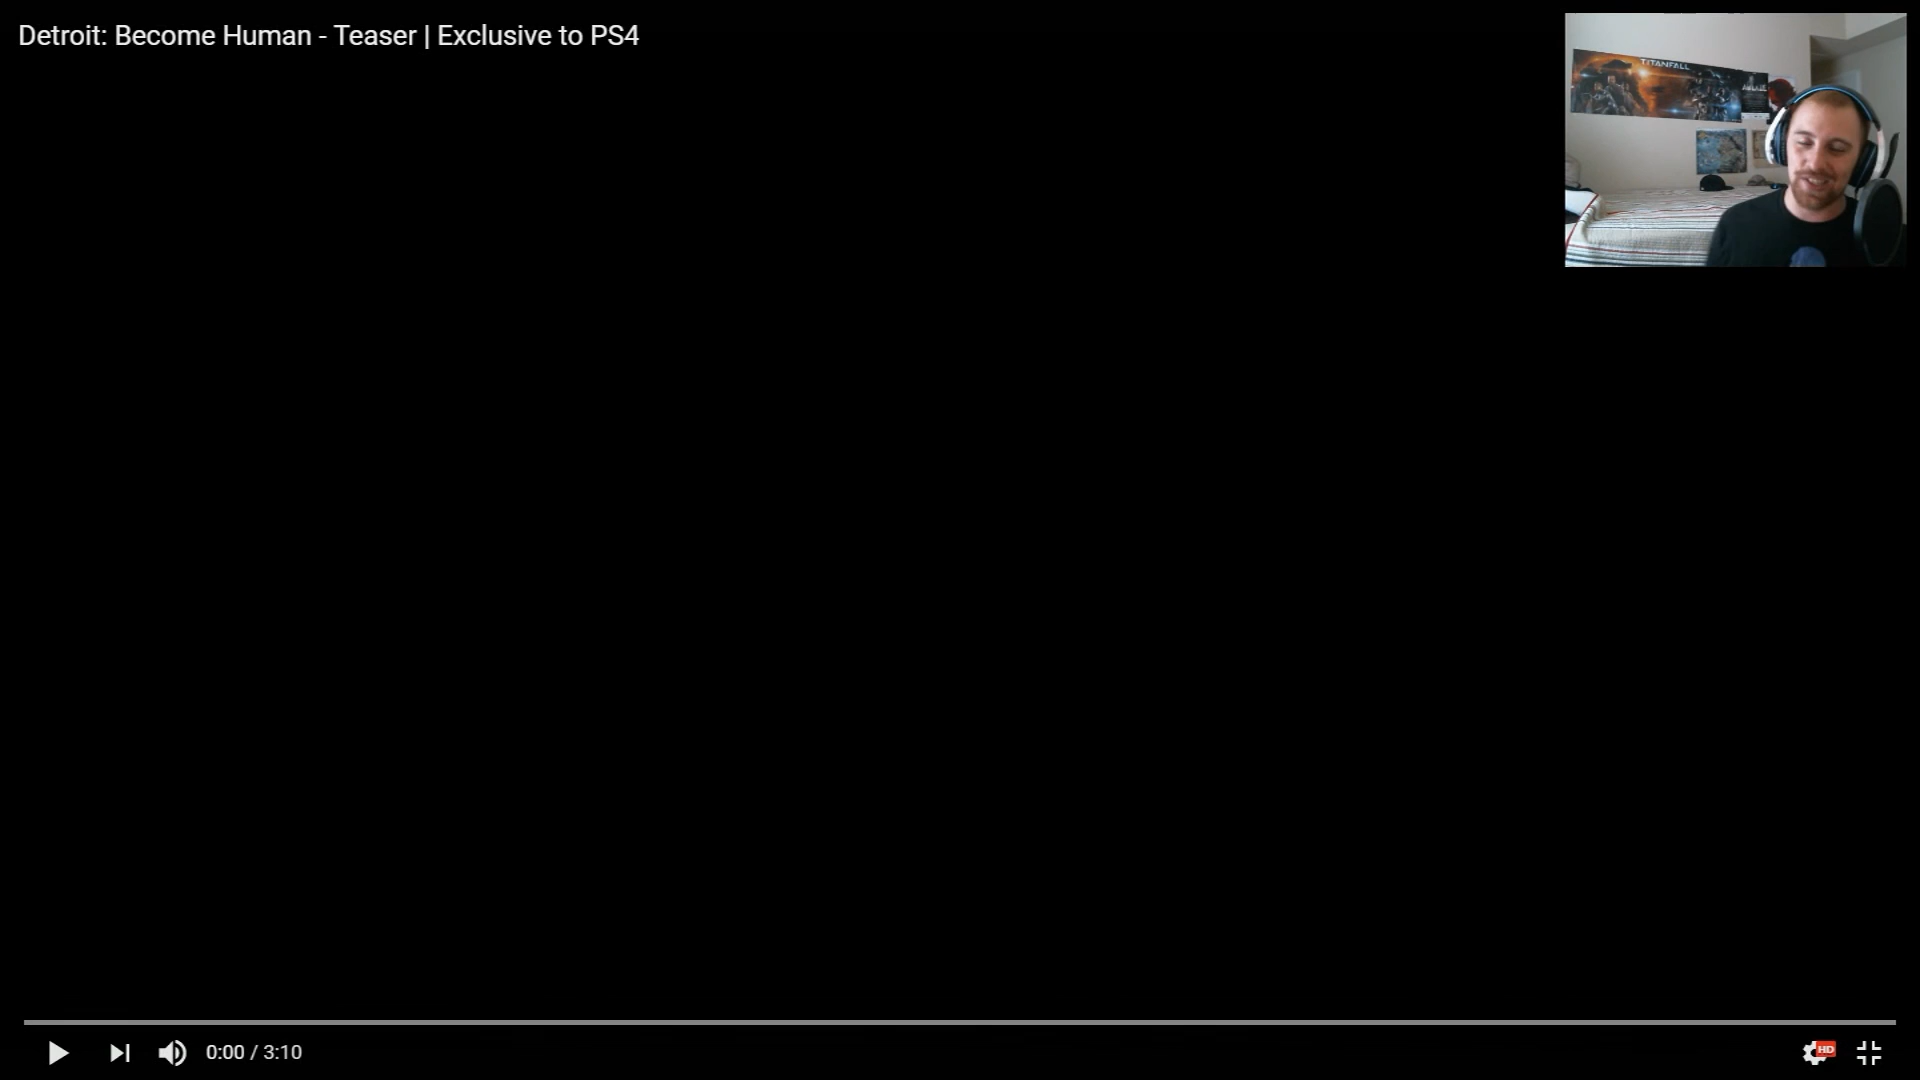 Detroit: Become Human - Teaser | Exclusive to PS4
TITANFALL
0:00 / 3:10
HD